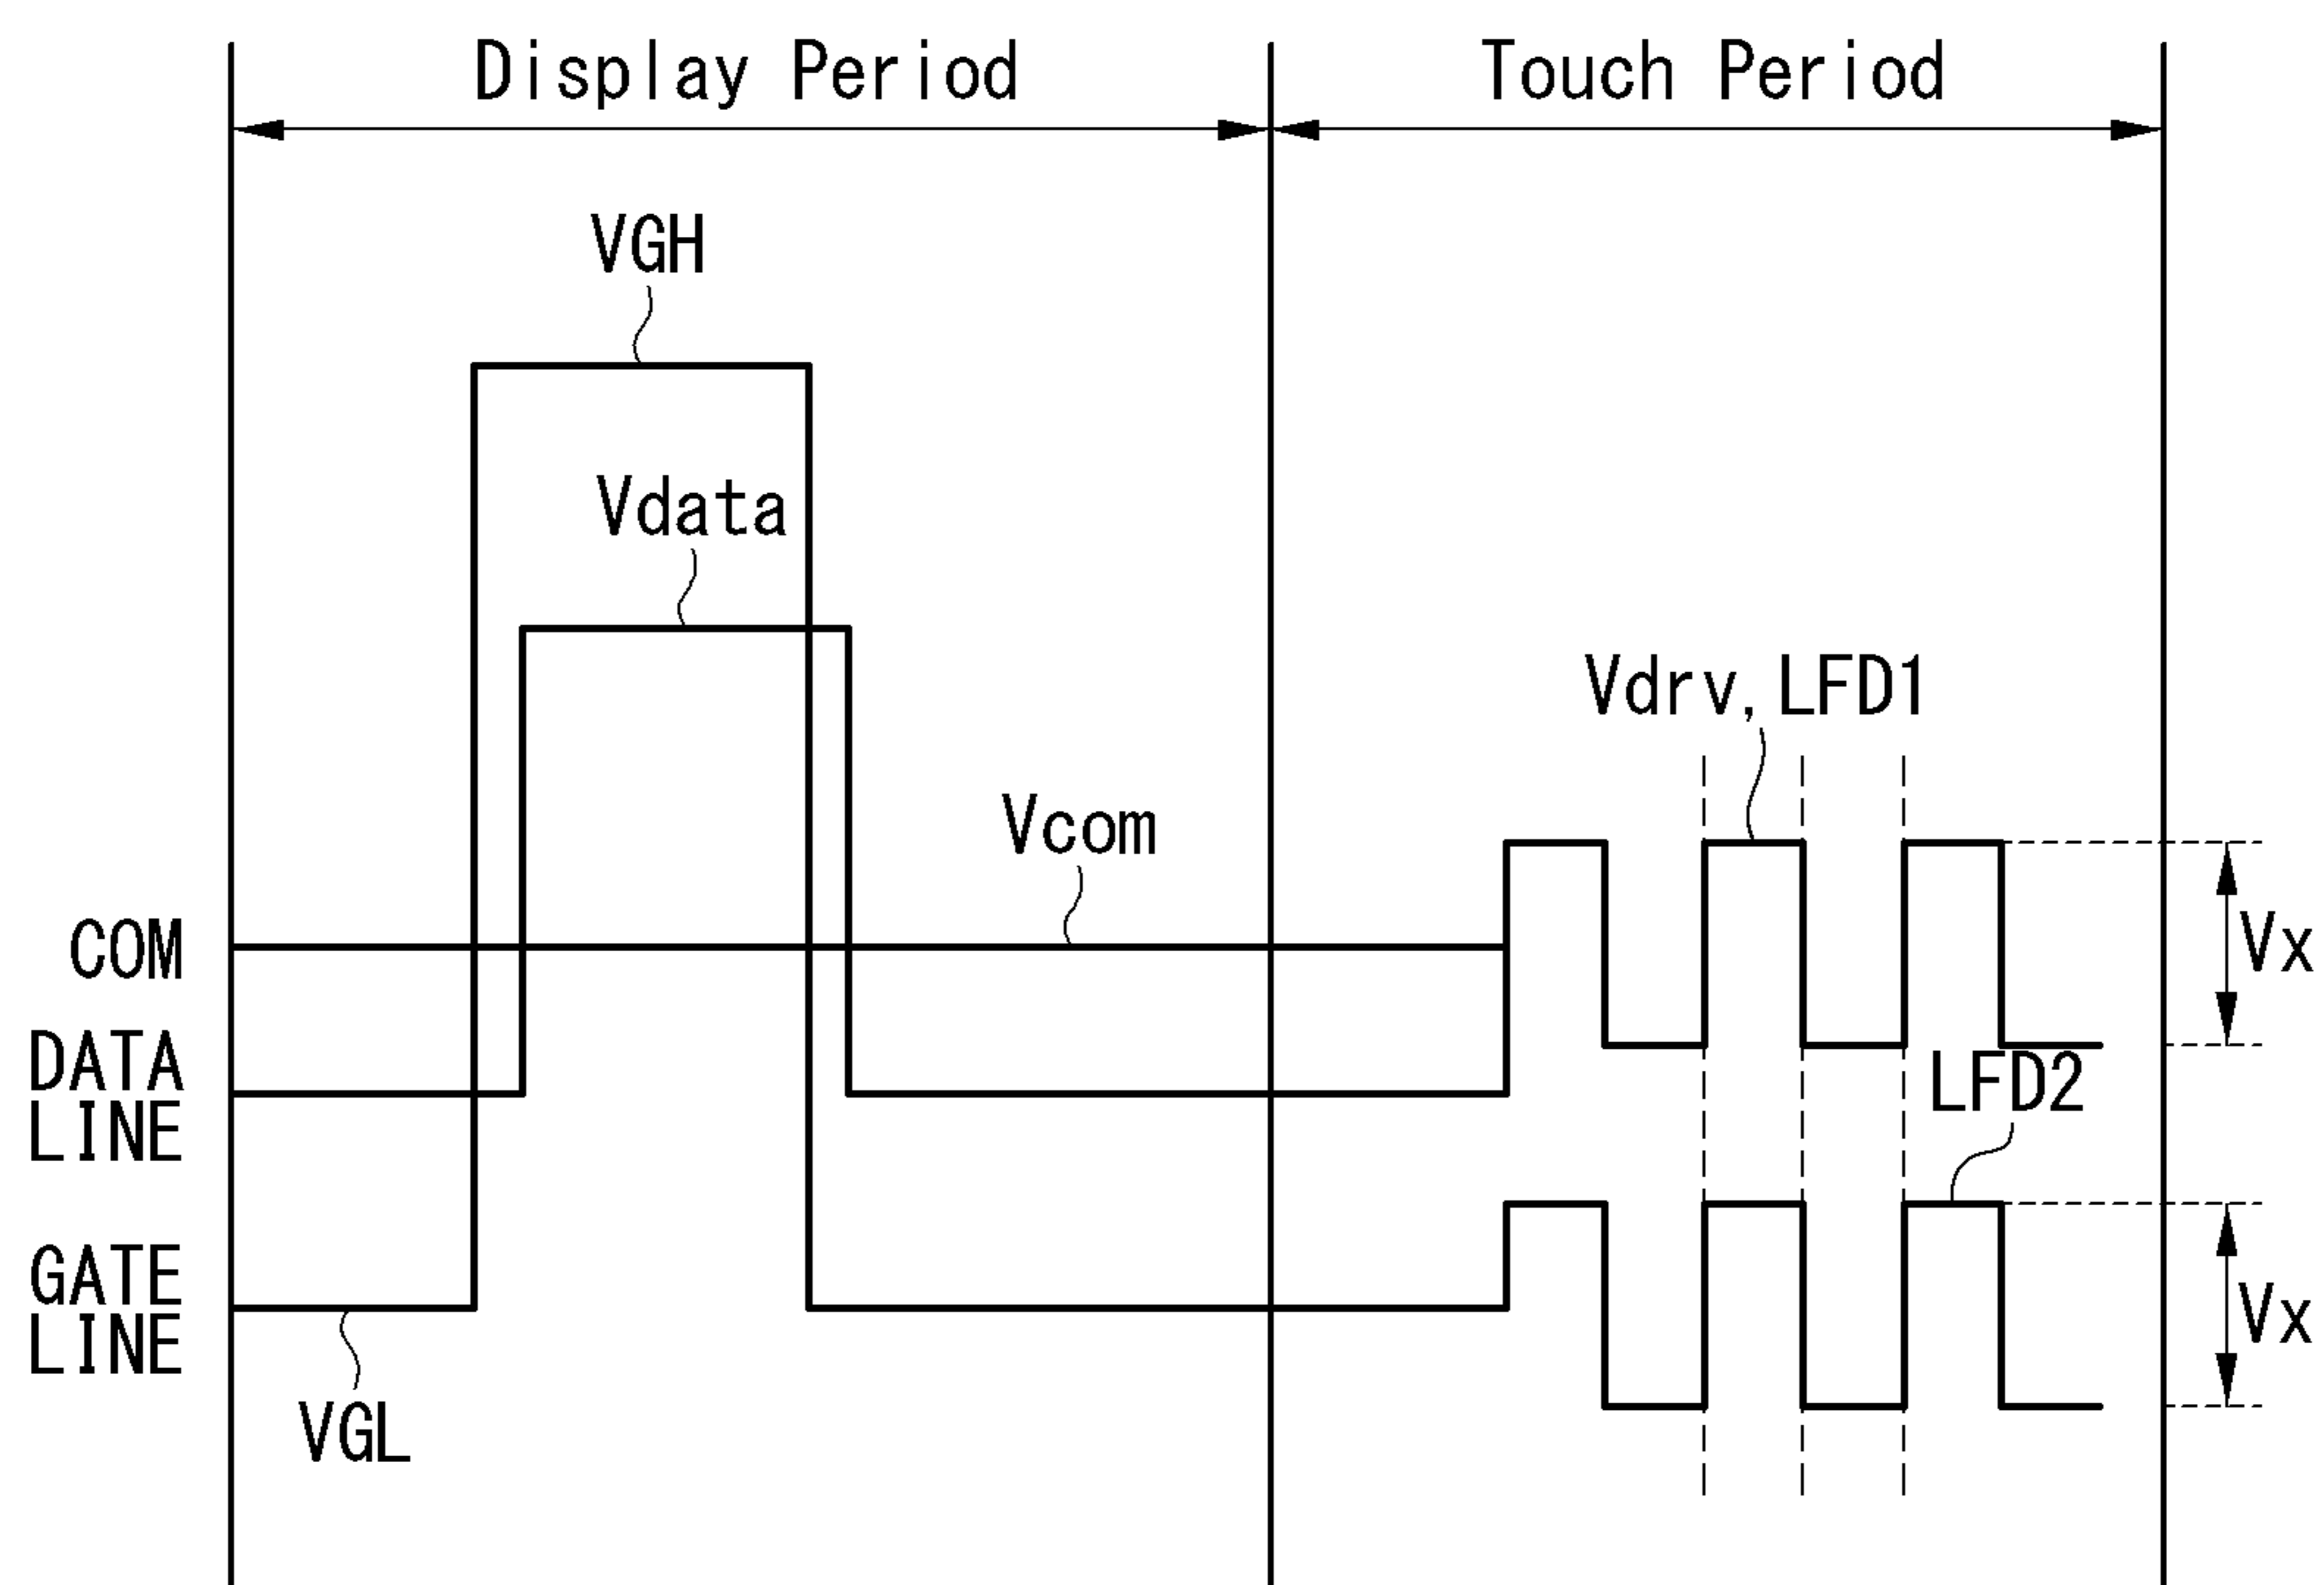 Display Period
Touch Period
VGH
Vdata
Vdrv, LFD1
Vcom
COM
Vx
DATA
LINE
LFD2
GATE
LINE
Vx
VGL